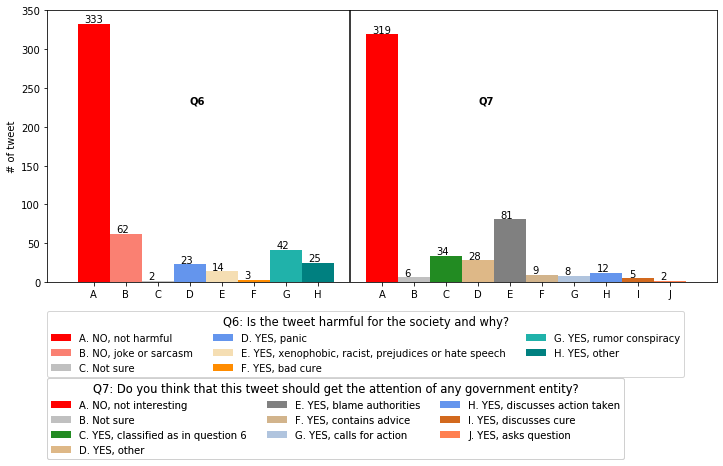 350
300
250
200
150
100
50
0
# of tweet
Q6
Q7
333
62
2
23
14
3
42
25
319
6
34
28
81
9
8
12
5
2
A B C D E F G H A B C D E F G H I J
Q6: Is the tweet harmful for the society and why?
A. NO, not harmful
B. NO, joke or sarcasm
C. Not sure
D. YES, panic
E. YES, xenophobic, racist, prejudices or hate speech
F. YES, bad cure
G. YES, rumor conspiracy
H. YES, other
Q7: Do you think that this tweet should get the attention of any government entity?
A. NO, not interesting
B. Not sure
C. YES, classified as in question 6
D. YES, other
E. YES, blame authorities
F. YES, contains advice
G. YES, calls for action
H. YES, discusses action taken
I. YES, discusses cure
J. YES, asks question